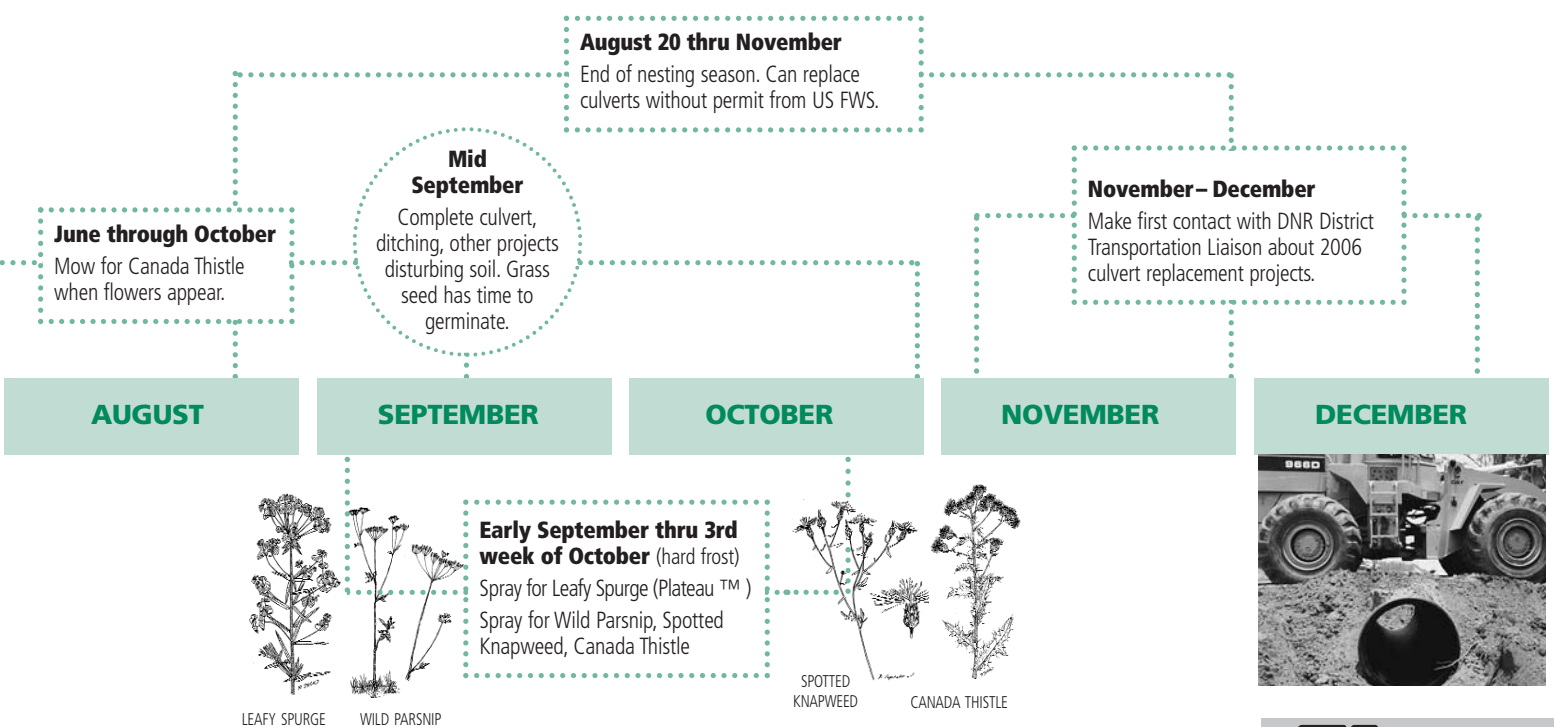 August 20 thru November
End of nesting season. Can replace
culverts without permit from US FWS.
Mid
September
Complete culvert,
ditching, other projects
disturbing soil. Grass
seed has time to
germinate.
November – December
Make first contact with DNR District
Transportation Liaison about 2006
culvert replacement projects.
June through October
Mow for Canada Thistle
when flowers appear.
AUGUST
SEPTEMBER
OCTOBER
NOVEMBER
DECEMBER
966D
Early September thru 3rd
week of October (hard frost)
Spray for Leafy Spurge (Plateau ™ )
Spray for Wild Parsnip, Spotted
Knapweed, Canada Thistle
SPOTTED
KNAPWEED
CANADA THISTLE
LEAFY SPURGE
WILD PARSNIP